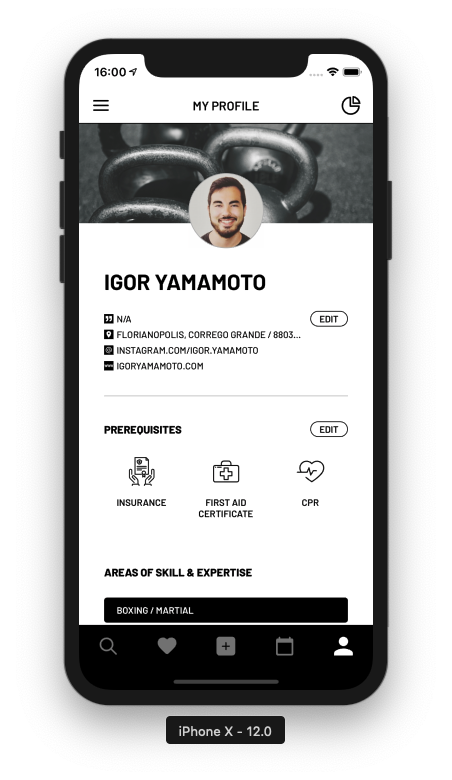 16:00
MY PROFILE
IGOR YAMAMOTO
N/A
EDIT
FLORIANOPOLIS, CORREGO GRANDE / 8803...
INSTAGRAM.COM/IGOR.YAMAMOTO
IGORYAMAMOTO.COM
PREREQUISITES
EDIT
INSURANCE
FIRST AID
CERTIFICATE
CPR
AREAS OF SKILL & EXPERTISE
BOXING / MARTIAL
iPhone X - 12.0